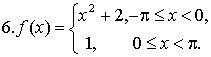 6. f(x) = { x² + 2, -π ≤ x < 0,
1, 0 ≤ x < π.